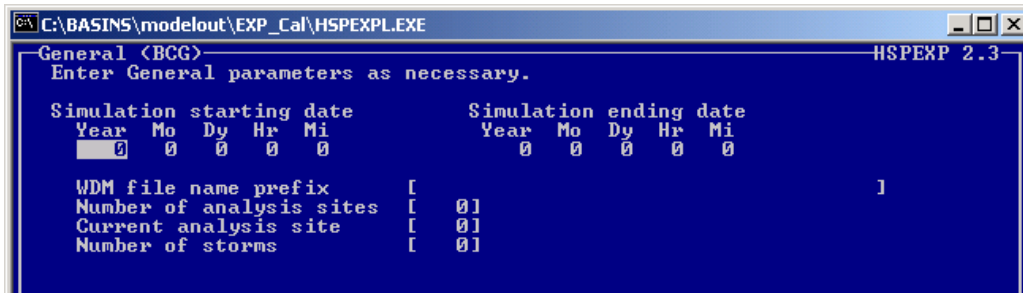 C:\BASINS\modelout\EXP_Cal\HSPEXPL.EXE
General (BCG) HSPEXP 2.3
Enter General parameters as necessary.
Simulation starting date Simulation ending date
Year Mo Dy Hr Mi Year Mo Dy Hr Mi
0 0 0 0 0 0 0 0 0 0
WDM file name prefix [ ]
Number of analysis sites [ 0]
Current analysis site [ 0]
Number of storms [ 0]